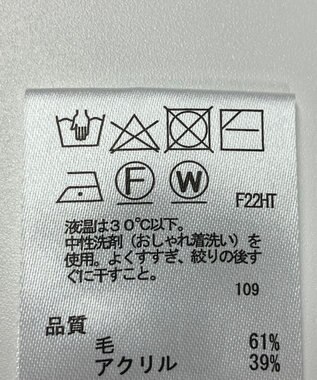 F W F22HT
液温は30℃以下。
中性洗剤(おしゃれ着洗い)を
使用。よくすすぎ、絞りの後す
ぐに干すこと。
109
品質
毛 61%
アクリル 39%